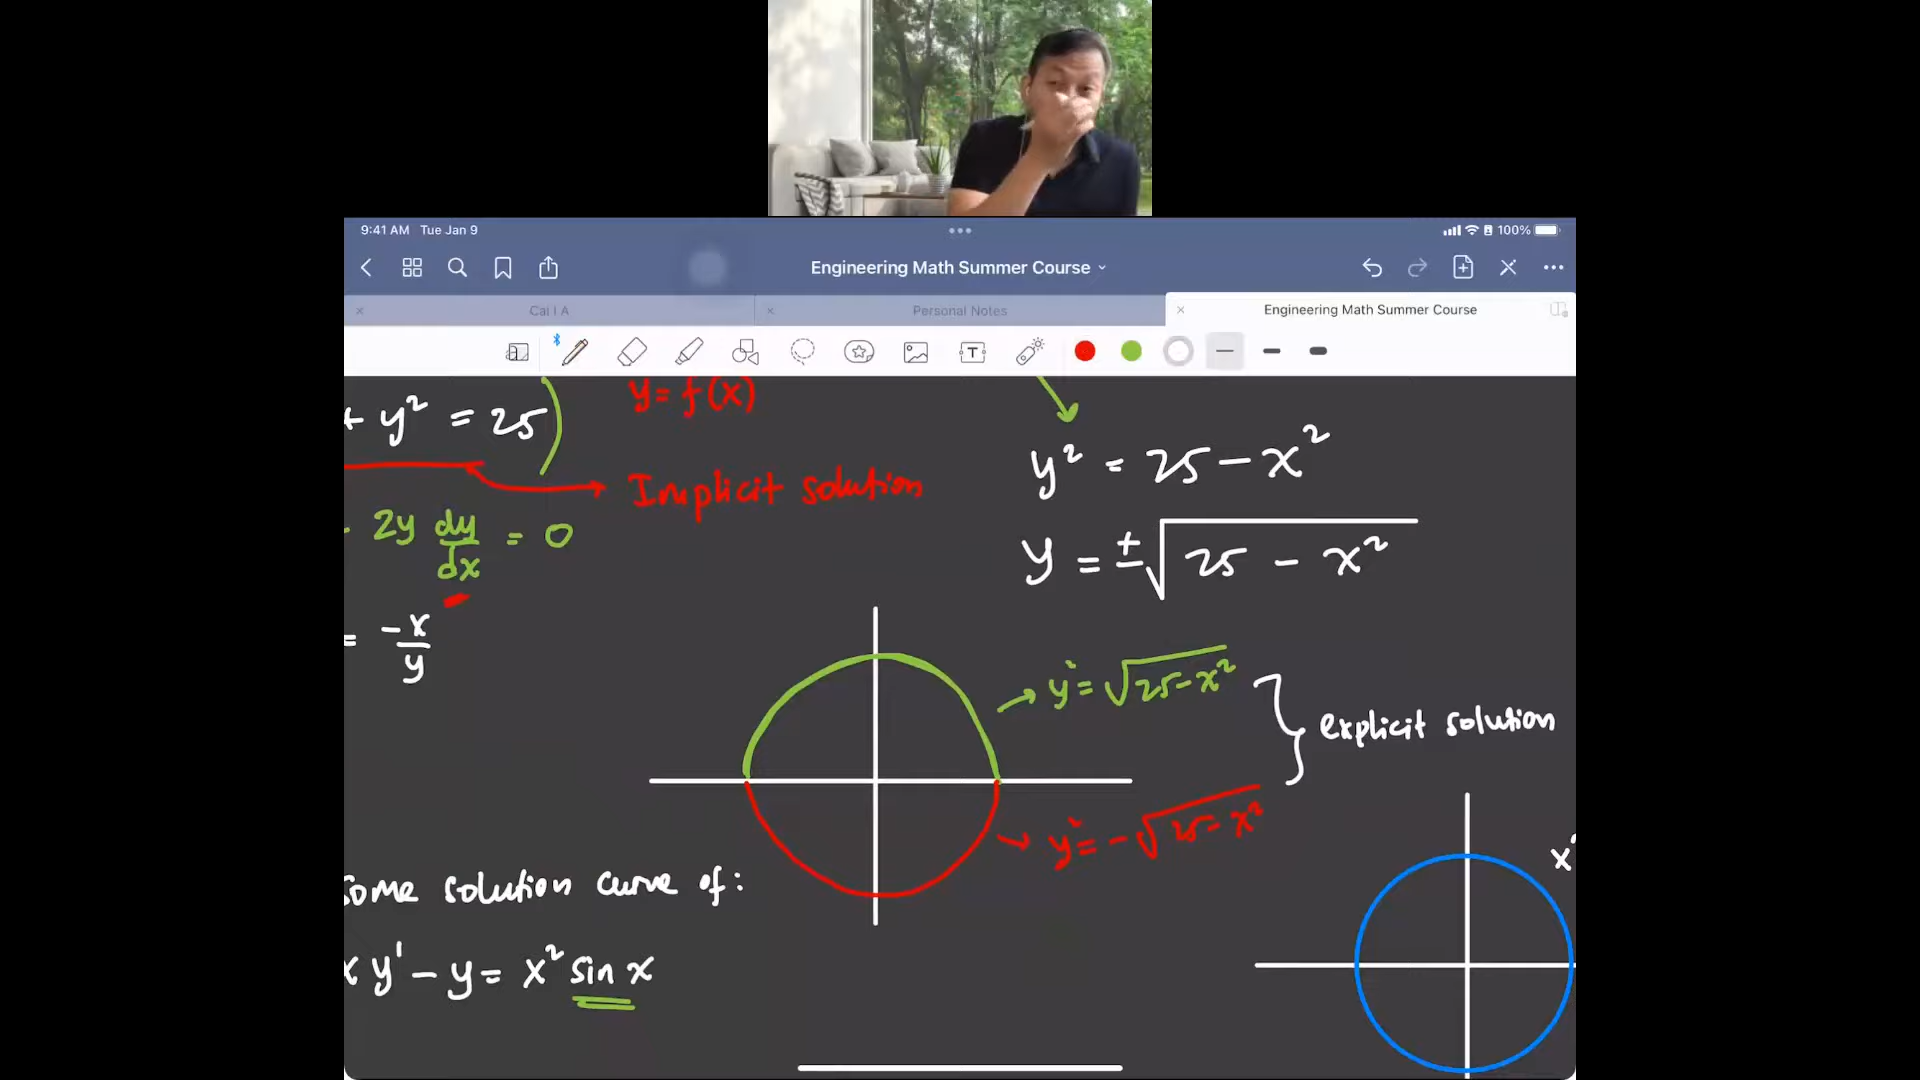 9:41 AM Tue Jan 9
100%
Engineering Math Summer Course
Cal I A
Personal Notes
Engineering Math Summer Course
T
y = f(x)
+ y² = 25
Implicit solution
y² = 25 - x²
2y dy/dx = 0
y = ±√25 - x²
= -x/y
y = √25-x²
explicit solution
y = -√25-x²
x²
some solution curve of:
x y' - y = x² sin x